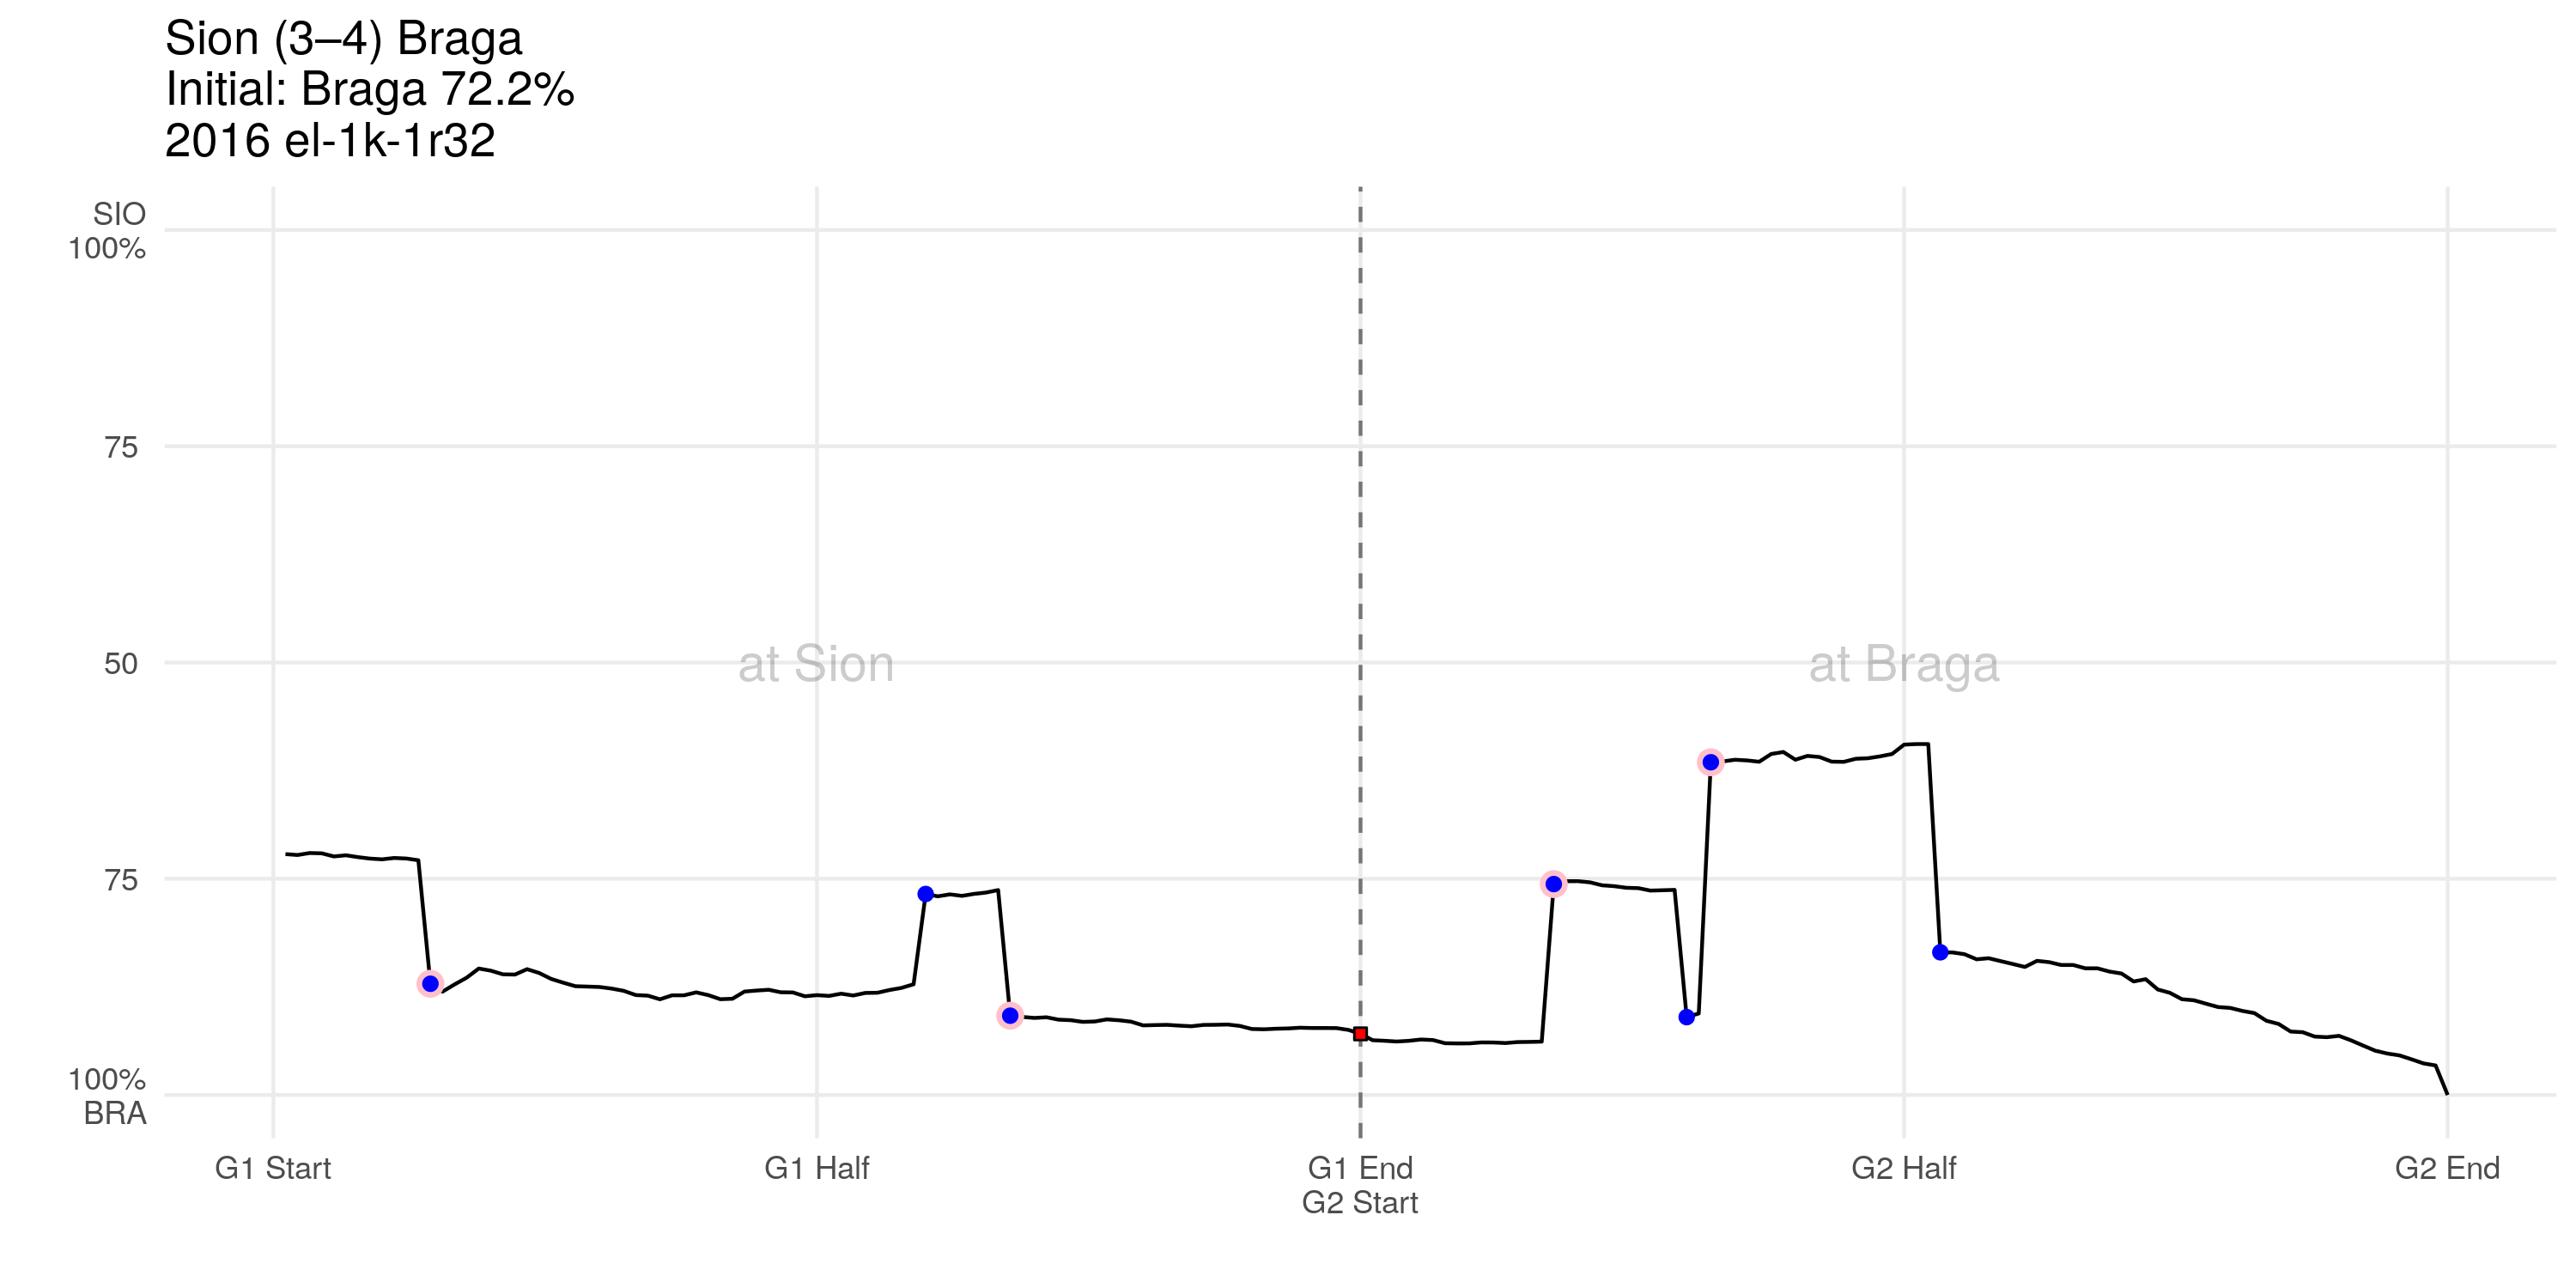 Sion (3–4) Braga
Initial: Braga 72.2%
2016 el-1k-1r32
SIO
100%
75
50
75
100%
BRA
at Sion
at Braga
G1 Start
G1 Half
G1 End
G2 Start
G2 Half
G2 End